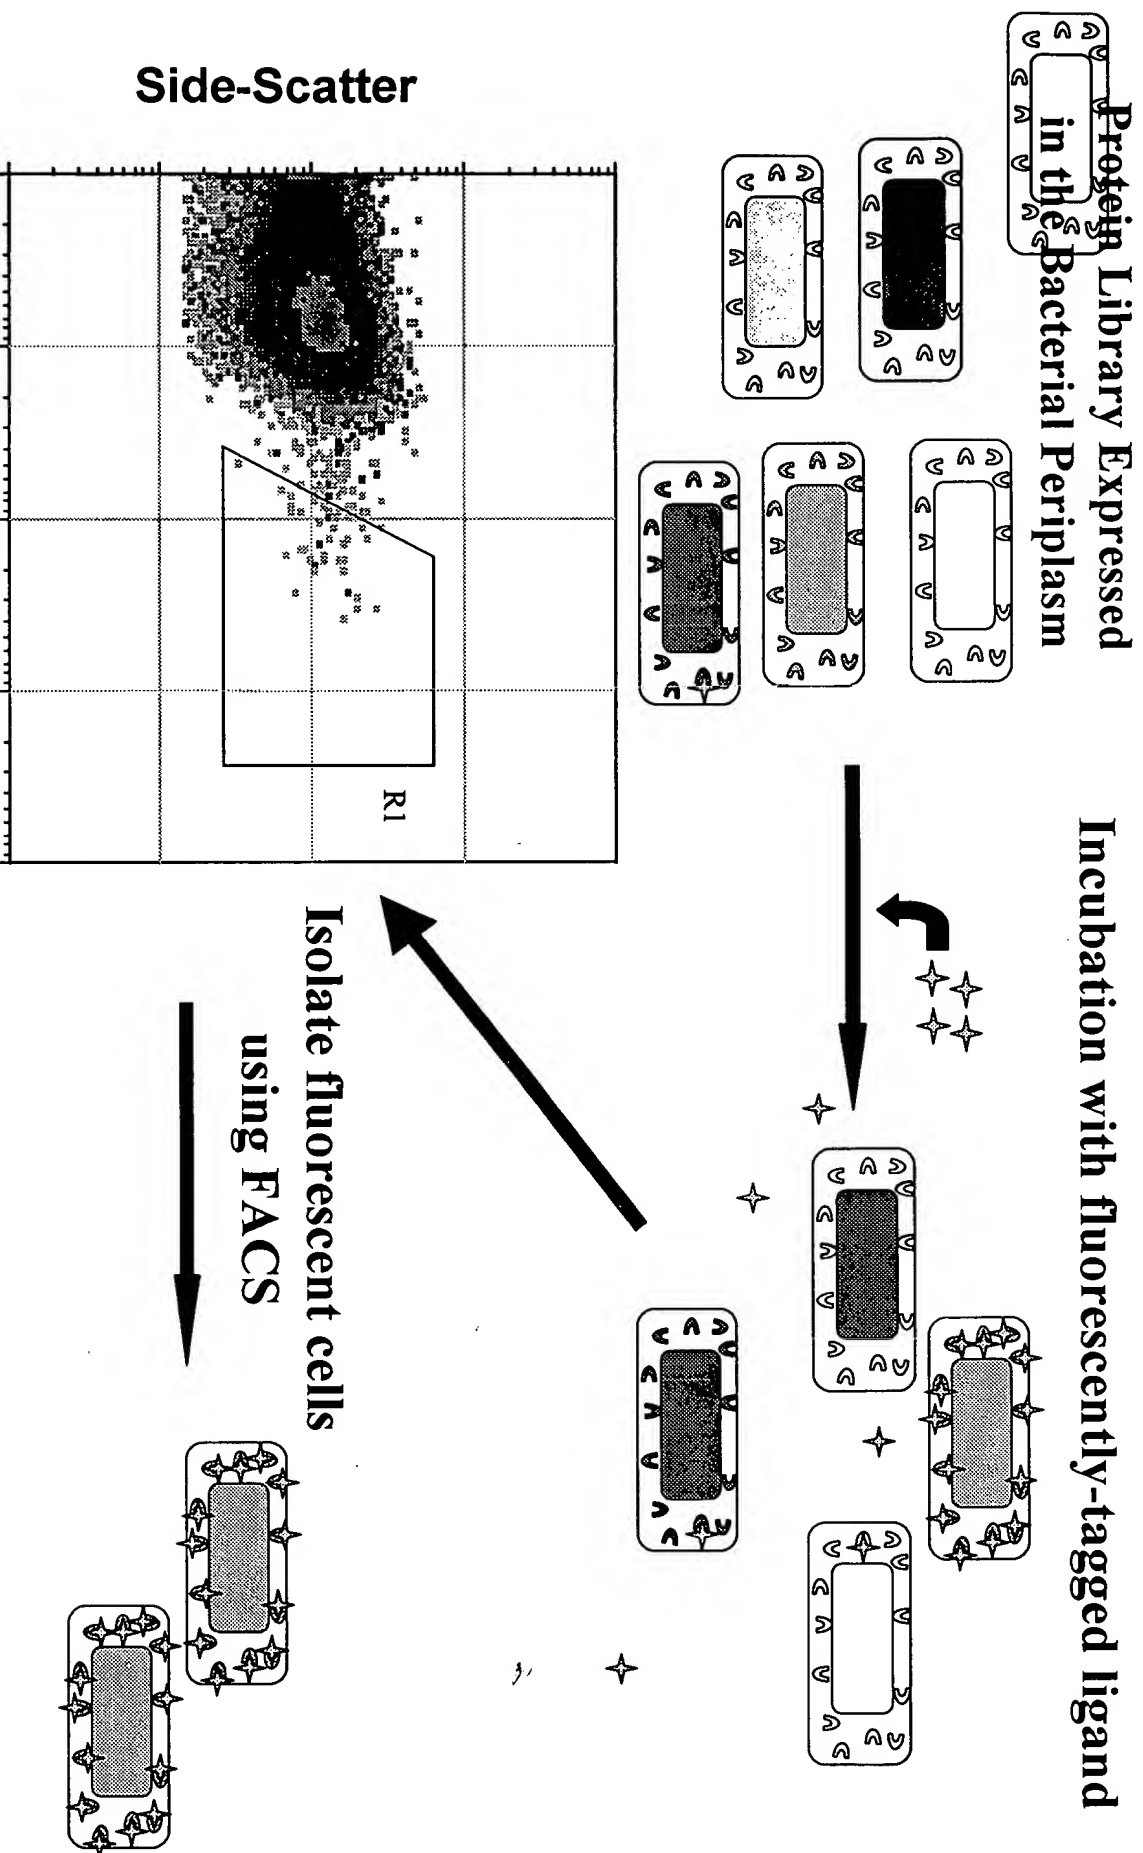 Protein Library Expressed
in the Bacterial Periplasm
Incubation with fluorescently-tagged ligand
Side-Scatter
R1
Isolate fluorescent cells
using FACS